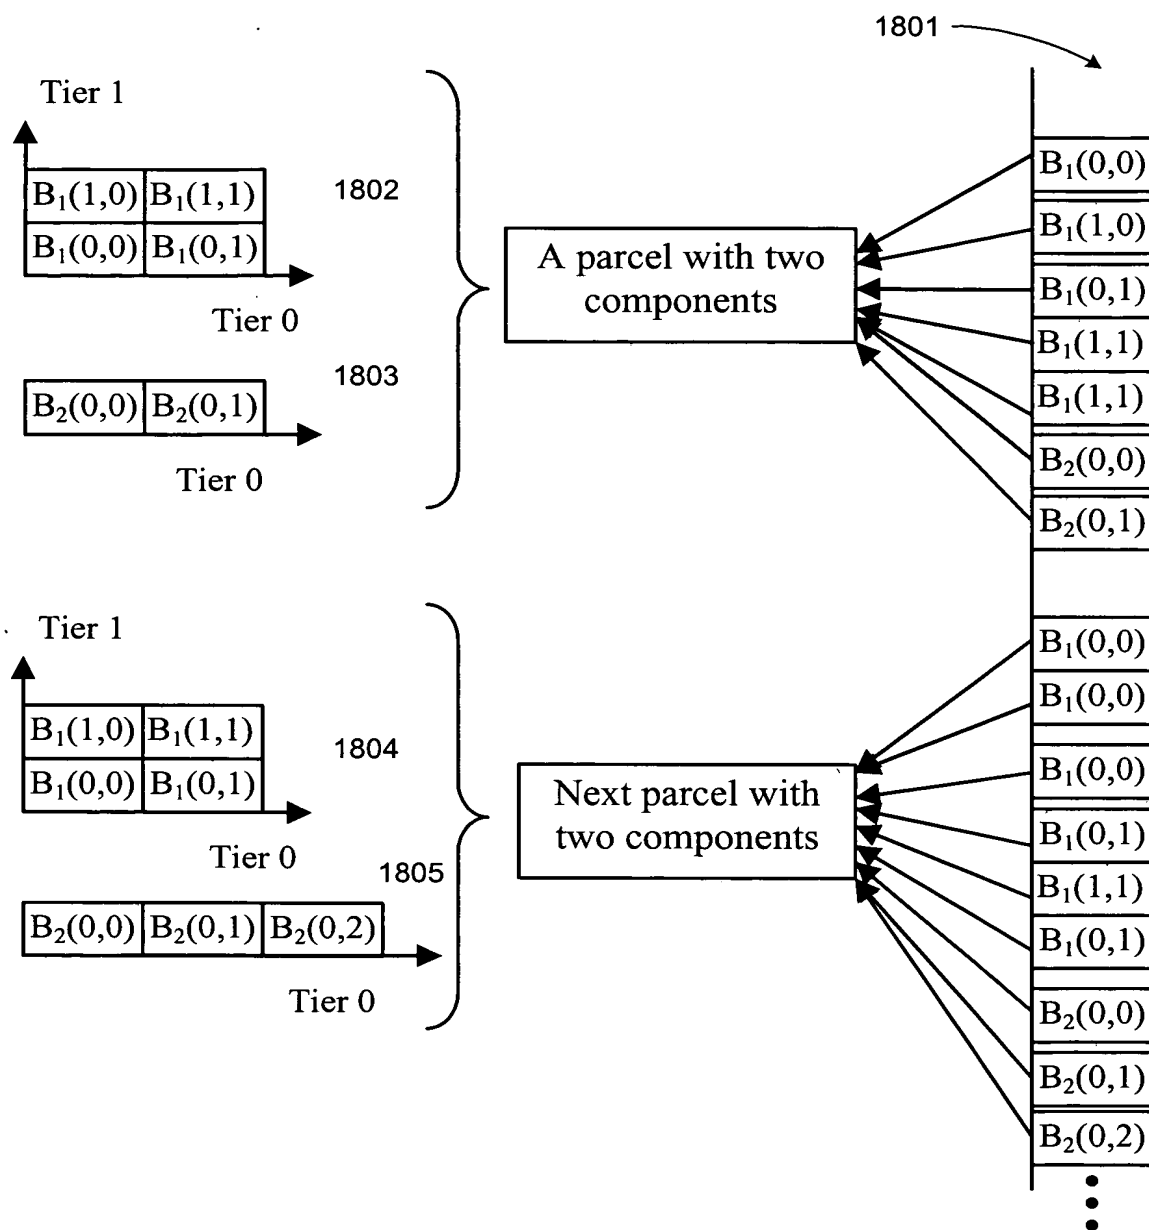 1801
Tier 1
B₁(1,0) B₁(1,1)
B₁(0,0) B₁(0,1)
Tier 0
1802
B₂(0,0) B₂(0,1)
Tier 0
1803
A parcel with two
components
B₁(0,0)
B₁(1,0)
B₁(0,1)
B₁(1,1)
B₁(1,1)
B₂(0,0)
B₂(0,1)
Tier 1
B₁(1,0) B₁(1,1)
B₁(0,0) B₁(0,1)
Tier 0
1804
1805
B₂(0,0) B₂(0,1) B₂(0,2)
Tier 0
Next parcel with
two components
B₁(0,0)
B₁(0,0)
B₁(0,0)
B₁(0,1)
B₁(1,1)
B₁(0,1)
B₂(0,0)
B₂(0,1)
B₂(0,2)